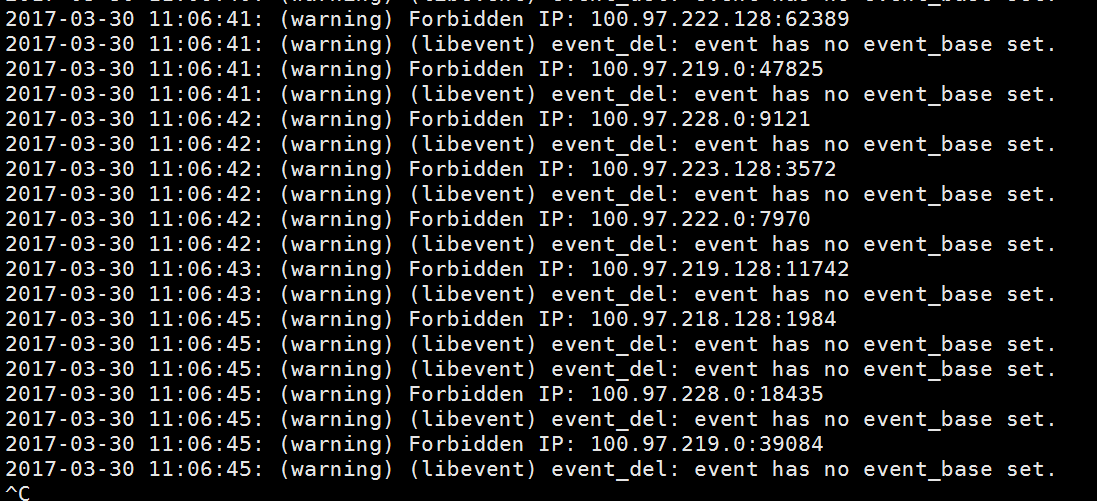 2017-03-30 11:06:41: (warning) Forbidden IP: 100.97.222.128:62389
2017-03-30 11:06:41: (warning) (libevent) event_del: event has no event_base set.
2017-03-30 11:06:41: (warning) Forbidden IP: 100.97.219.0:47825
2017-03-30 11:06:41: (warning) (libevent) event_del: event has no event_base set.
2017-03-30 11:06:42: (warning) Forbidden IP: 100.97.228.0:9121
2017-03-30 11:06:42: (warning) (libevent) event_del: event has no event_base set.
2017-03-30 11:06:42: (warning) Forbidden IP: 100.97.223.128:3572
2017-03-30 11:06:42: (warning) (libevent) event_del: event has no event_base set.
2017-03-30 11:06:42: (warning) Forbidden IP: 100.97.222.0:7970
2017-03-30 11:06:42: (warning) (libevent) event_del: event has no event_base set.
2017-03-30 11:06:43: (warning) Forbidden IP: 100.97.219.128:11742
2017-03-30 11:06:43: (warning) (libevent) event_del: event has no event_base set.
2017-03-30 11:06:45: (warning) Forbidden IP: 100.97.218.128:1984
2017-03-30 11:06:45: (warning) (libevent) event_del: event has no event_base set.
2017-03-30 11:06:45: (warning) (libevent) event_del: event has no event_base set.
2017-03-30 11:06:45: (warning) Forbidden IP: 100.97.228.0:18435
2017-03-30 11:06:45: (warning) (libevent) event_del: event has no event_base set.
2017-03-30 11:06:45: (warning) Forbidden IP: 100.97.219.0:39084
2017-03-30 11:06:45: (warning) (libevent) event_del: event has no event_base set.
^C